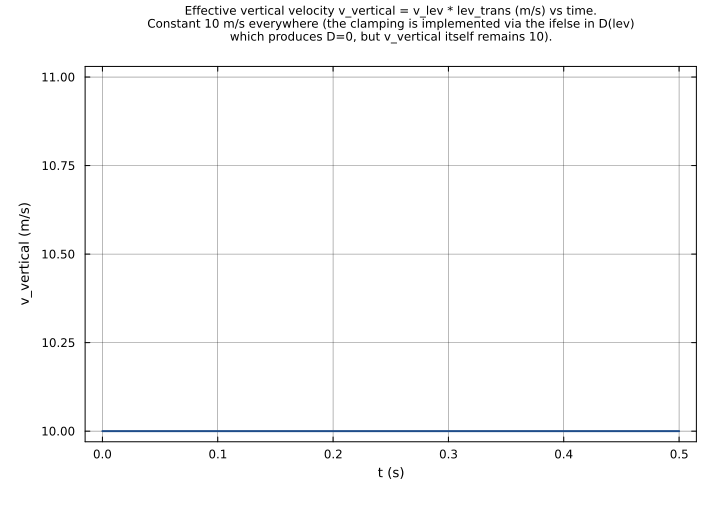 Effective vertical velocity v_vertical = v_lev * lev_trans (m/s) vs time.
Constant 10 m/s everywhere (the clamping is implemented via the ifelse in D(lev)
which produces D=0, but v_vertical itself remains 10).
11.00
10.75
10.50
10.25
10.00
v_vertical (m/s)
0.0 0.1 0.2 0.3 0.4 0.5
t (s)